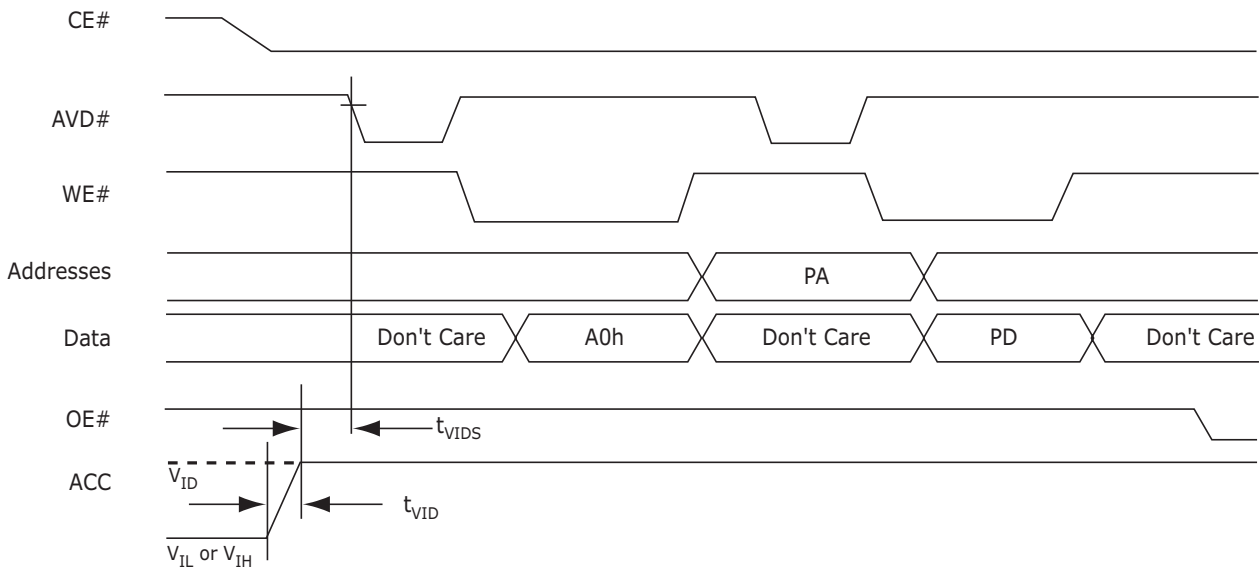 CE#
AVD#
WE#
Addresses
PA
Data
Don't Care
A0h
Don't Care
PD
Don't Care
OE#
tVIDS
ACC
VID
tVID
VIL or VIH